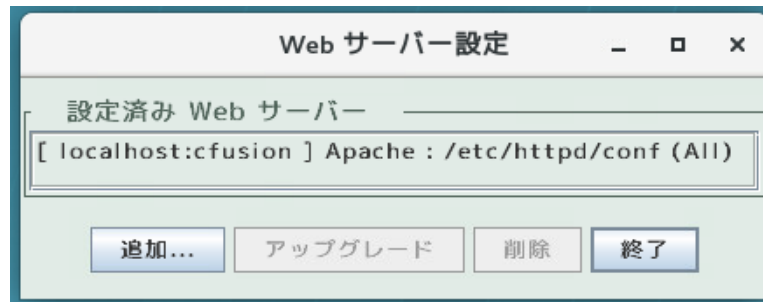 Web サーバー設定
設定済み Web サーバー
[ localhost:cfusion ] Apache : /etc/httpd/conf (All)
追加... アップグレード 削除 終了